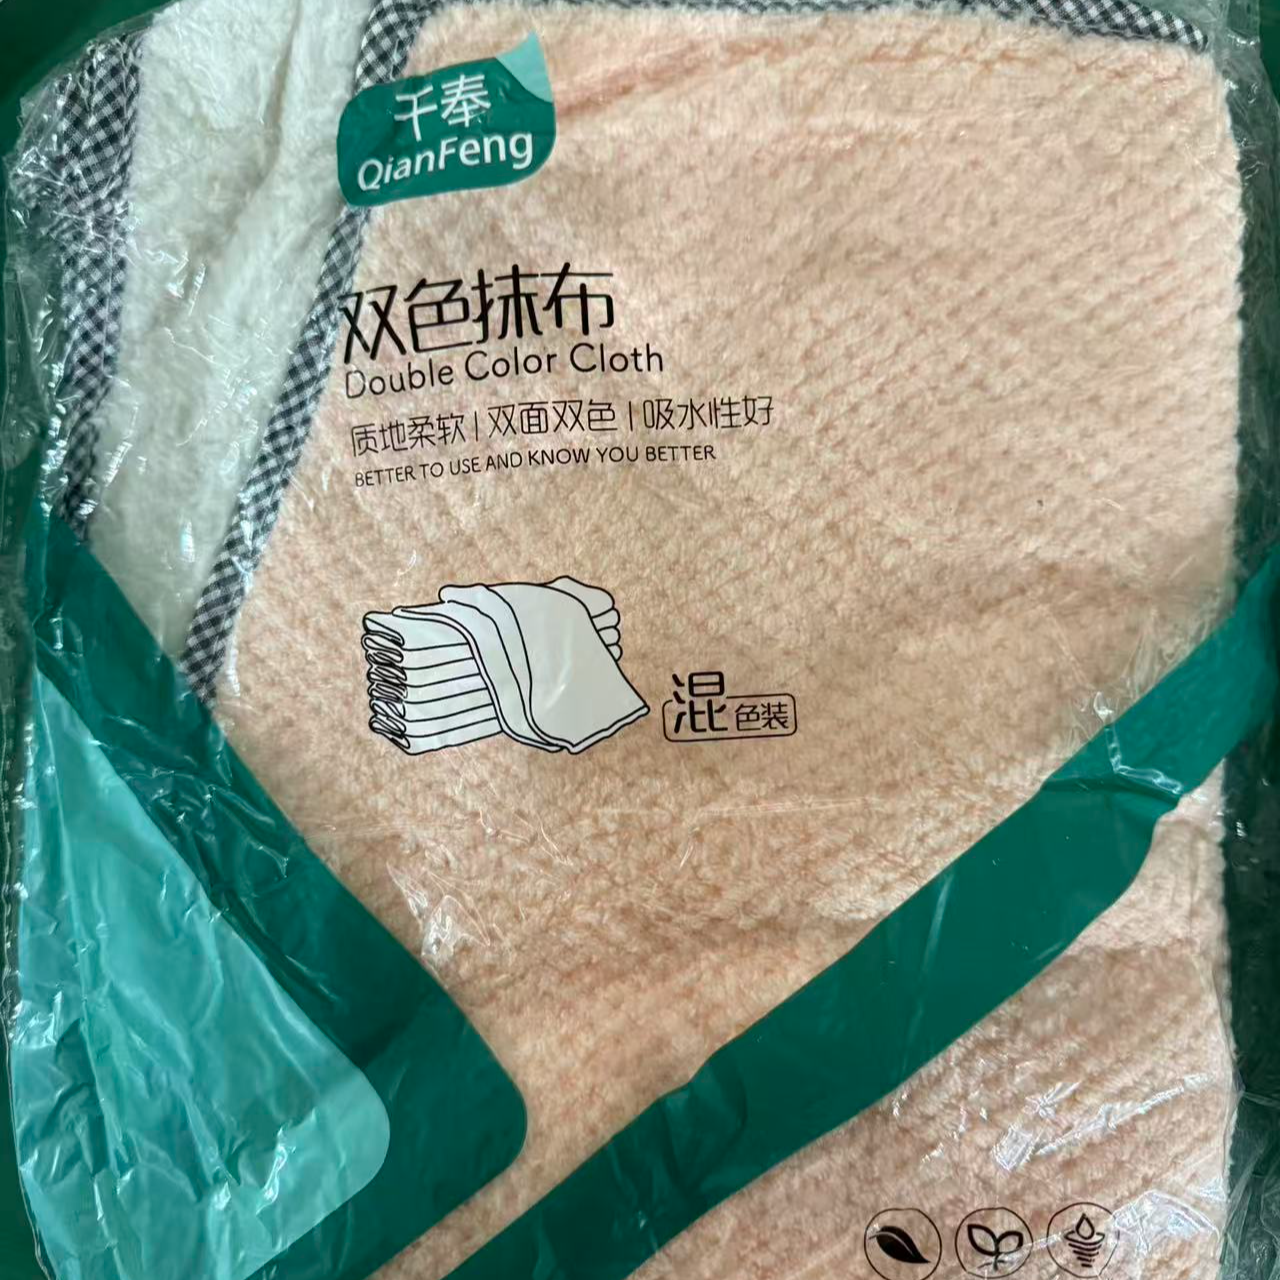 千奉
QianFeng
双色抹布
Double Color Cloth
质地柔软|双面双色|吸水性好
BETTER TO USE AND KNOW YOU BETTER
混色装